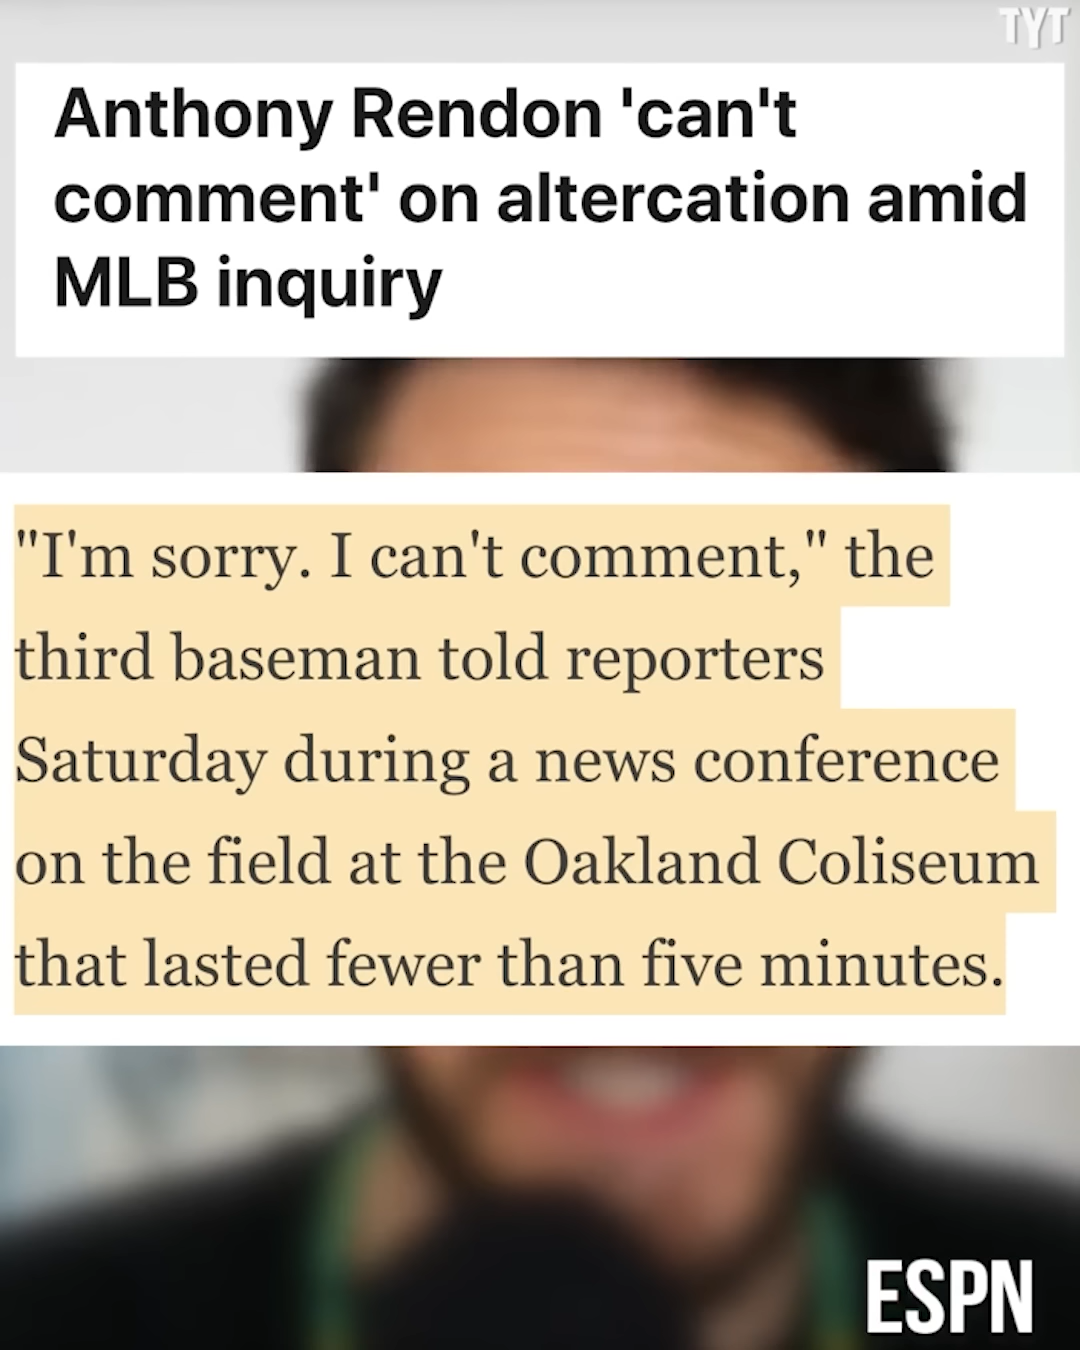 TYT
Anthony Rendon 'can't
comment' on altercation amid
MLB inquiry
"I'm sorry. I can't comment," the
third baseman told reporters
Saturday during a news conference
on the field at the Oakland Coliseum
that lasted fewer than five minutes.
ESPN